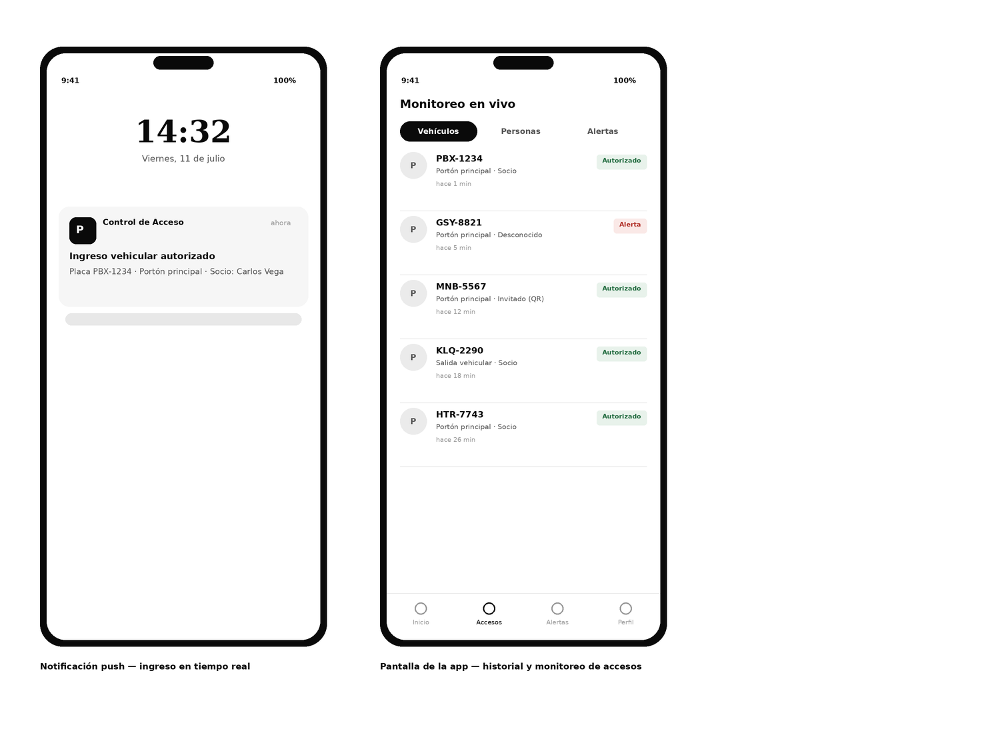 9:41
100%
14:32
Viernes, 11 de julio
P
Control de Acceso
ahora
Ingreso vehicular autorizado
Placa PBX-1234 · Portón principal · Socio: Carlos Vega
Notificación push — ingreso en tiempo real
9:41
100%
Monitoreo en vivo
Vehículos
Personas
Alertas
P
PBX-1234
Autorizado
Portón principal · Socio
hace 1 min
P
GSY-8821
Alerta
Portón principal · Desconocido
hace 5 min
P
MNB-5567
Autorizado
Portón principal · Invitado (QR)
hace 12 min
P
KLQ-2290
Autorizado
Salida vehicular · Socio
hace 18 min
P
HTR-7743
Autorizado
Portón principal · Socio
hace 26 min
Inicio
Accesos
Alertas
Perfil
Pantalla de la app — historial y monitoreo de accesos